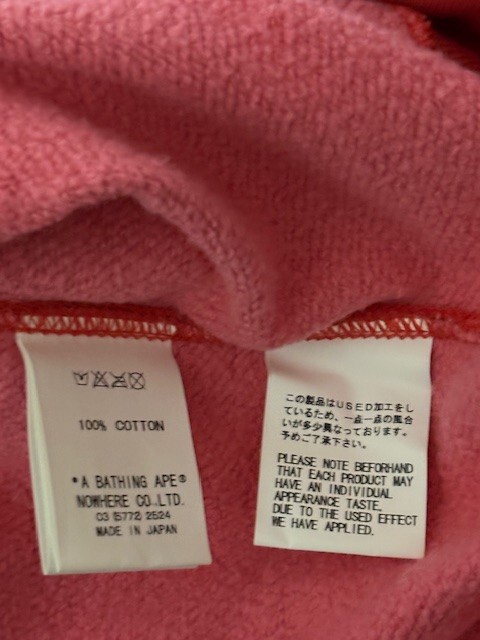 100% COTTON
*A BATHING APE®
NOWHERE CO.,LTD.
03 (5772) 2524
MADE IN JAPAN
この製品はUSED加工をし
ているため、一点一点の風合
いが多少異なっております。
予めご了承下さい。
PLEASE NOTE BEFORHAND
THAT EACH PRODUCT MAY
HAVE AN INDIVIDUAL
APPEARANCE TASTE.
DUE TO THE USED EFFECT
WE HAVE APPLIED.